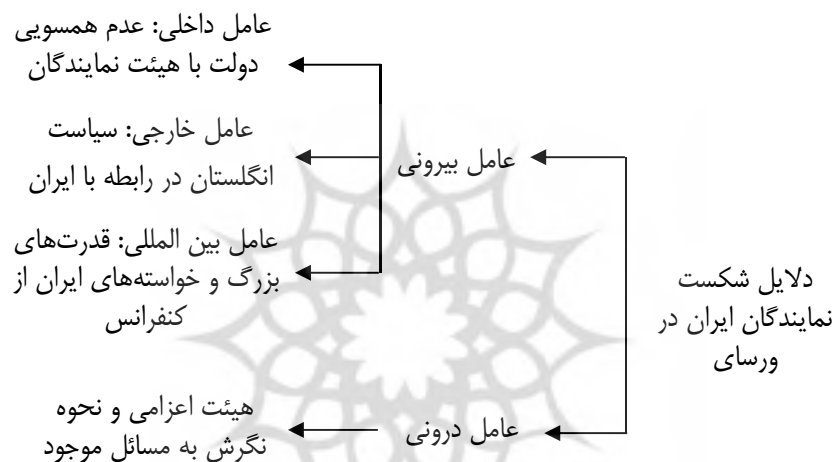 دلایل شکست
نمایندگان ایران در
ورسای
عامل بیرونی
عامل داخلی: عدم همسویی
دولت با هیئت نمایندگان
عامل خارجی: سیاست
انگلستان در رابطه با ایران
عامل بین المللی: قدرت‌های
بزرگ و خواسته‌های ایران از
کنفرانس
عامل درونی
هیئت اعزامی و نحوه
نگرش به مسائل موجود